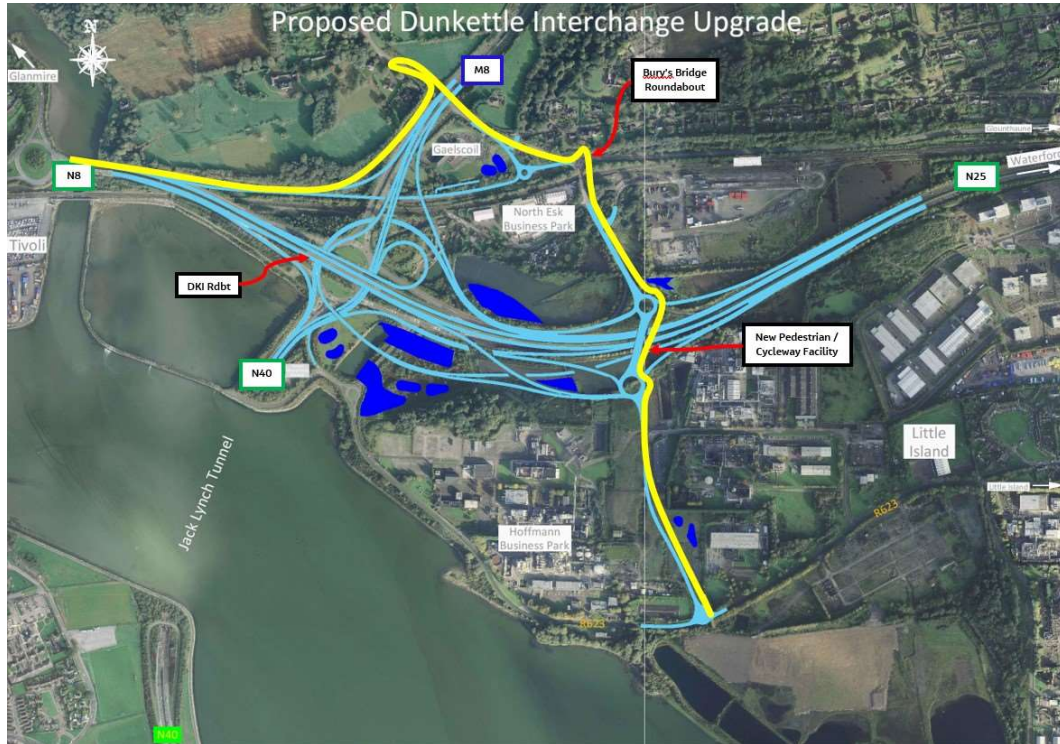 Proposed Dunkettle Interchange Upgrade
N
Glanmire
M8
Bury's Bridge
Roundabout
Gaelscoil
Glounthaune
Waterford
N8
N25
North Esk
Business Park
Tivoli
DKI Rdbt
New Pedestrian /
Cycleway Facility
N40
Little
Island
Jack Lynch Tunnel
Little Island
R623
Hoffmann
Business Park
R623
N40